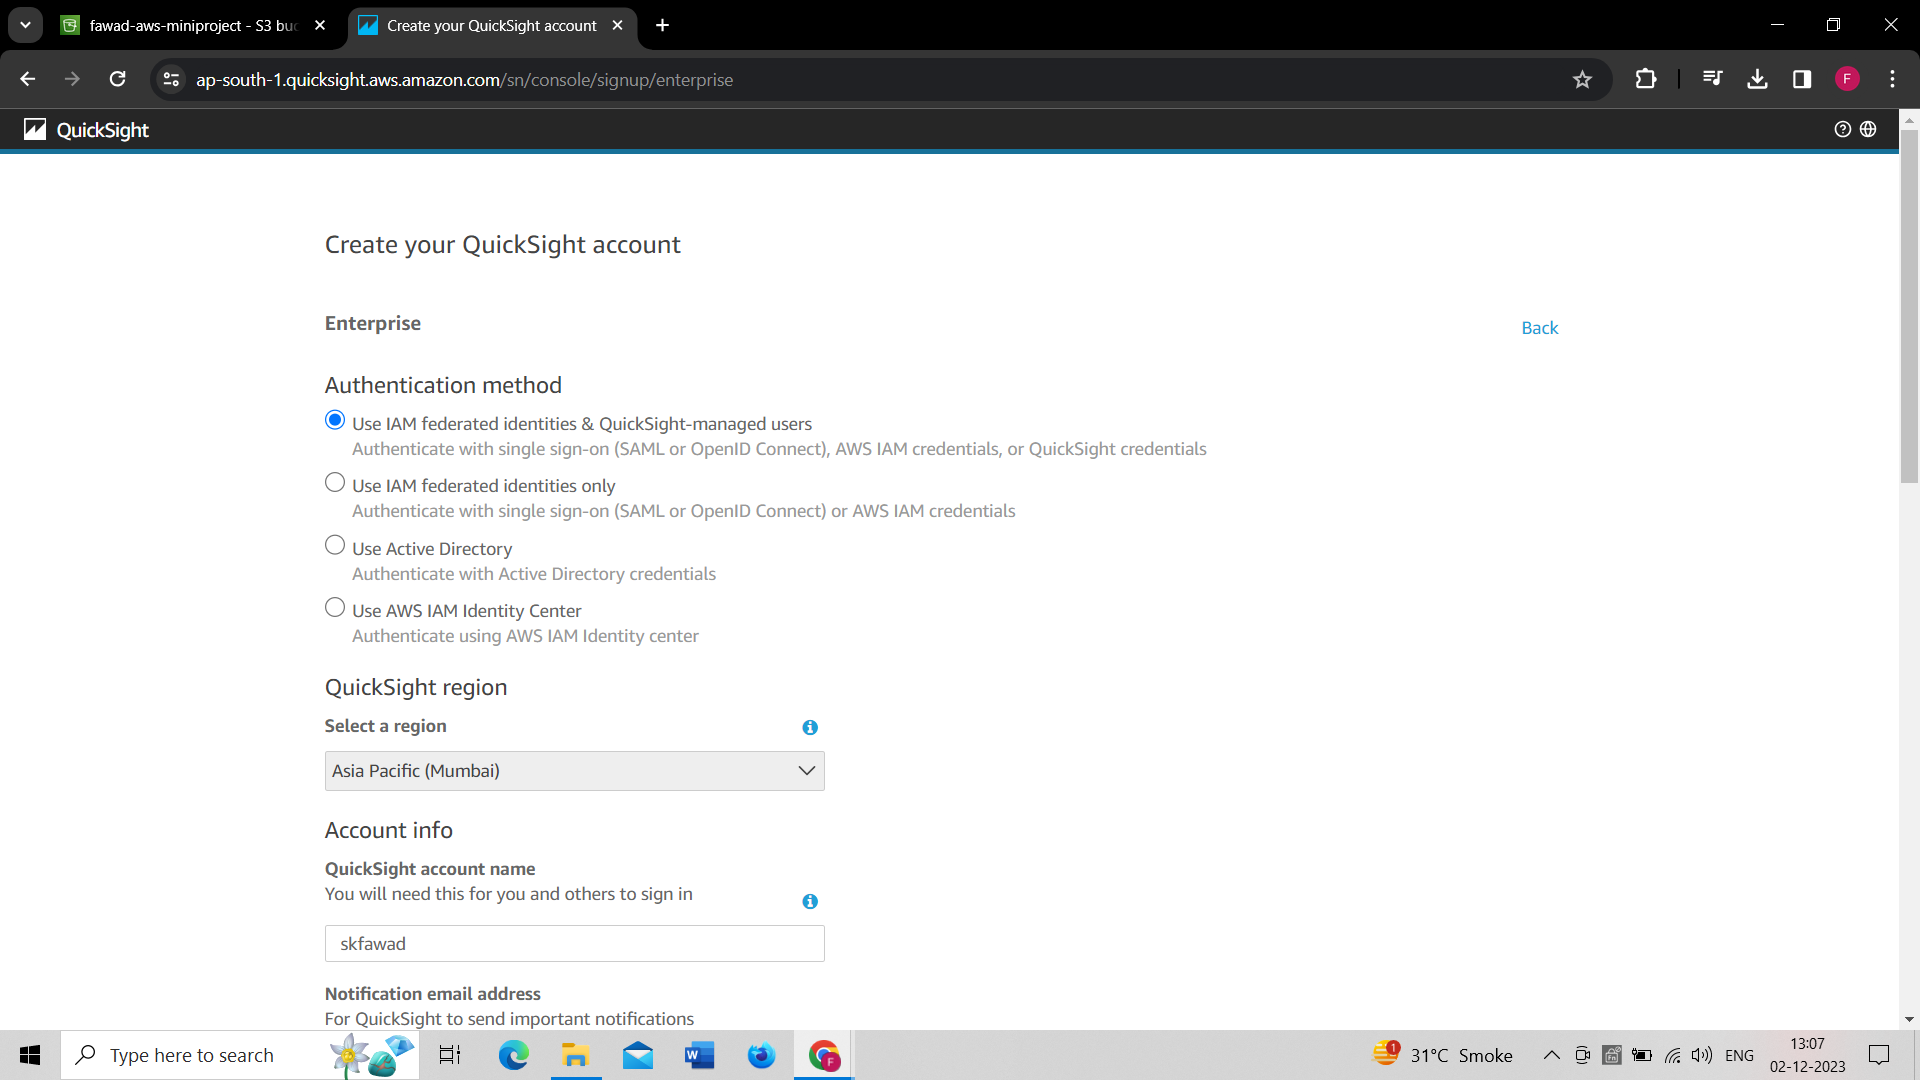 fawad-aws-miniproject - S3 buc
Create your QuickSight account
ap-south-1.quicksight.aws.amazon.com/sn/console/signup/enterprise
F
QuickSight
Create your QuickSight account
Enterprise
Back
Authentication method
Use IAM federated identities & QuickSight-managed users
Authenticate with single sign-on (SAML or OpenID Connect), AWS IAM credentials, or QuickSight credentials
Use IAM federated identities only
Authenticate with single sign-on (SAML or OpenID Connect) or AWS IAM credentials
Use Active Directory
Authenticate with Active Directory credentials
Use AWS IAM Identity Center
Authenticate using AWS IAM Identity center
QuickSight region
Select a region
Asia Pacific (Mumbai)
Account info
QuickSight account name
You will need this for you and others to sign in
skfawad
Notification email address
For QuickSight to send important notifications
Type here to search
W
F
1
31°C Smoke
ENG
13:07
02-12-2023